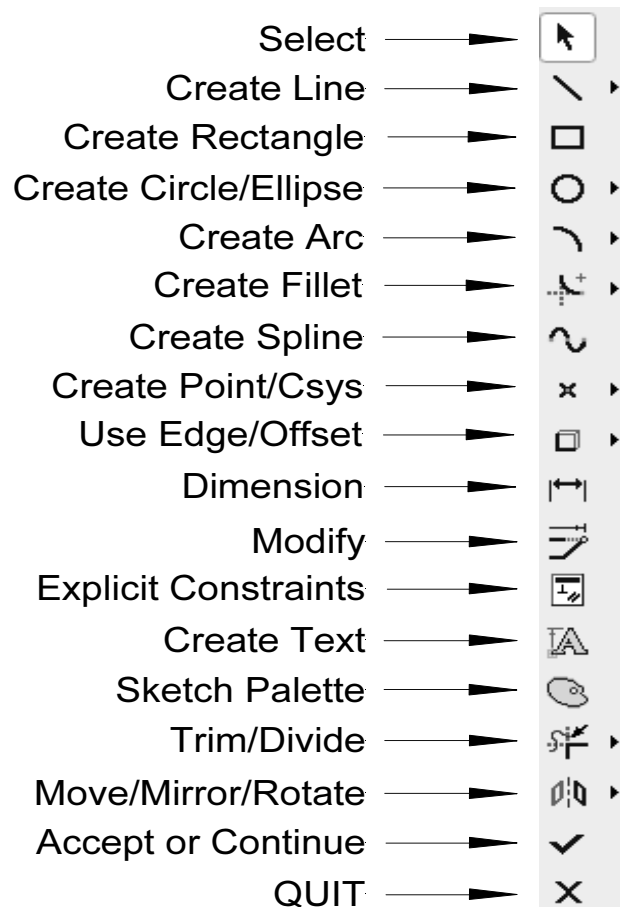 Select
Create Line
Create Rectangle
Create Circle/Ellipse
Create Arc
Create Fillet
Create Spline
Create Point/Csys
Use Edge/Offset
Dimension
Modify
Explicit Constraints
Create Text
Sketch Palette
Trim/Divide
Move/Mirror/Rotate
Accept or Continue
QUIT